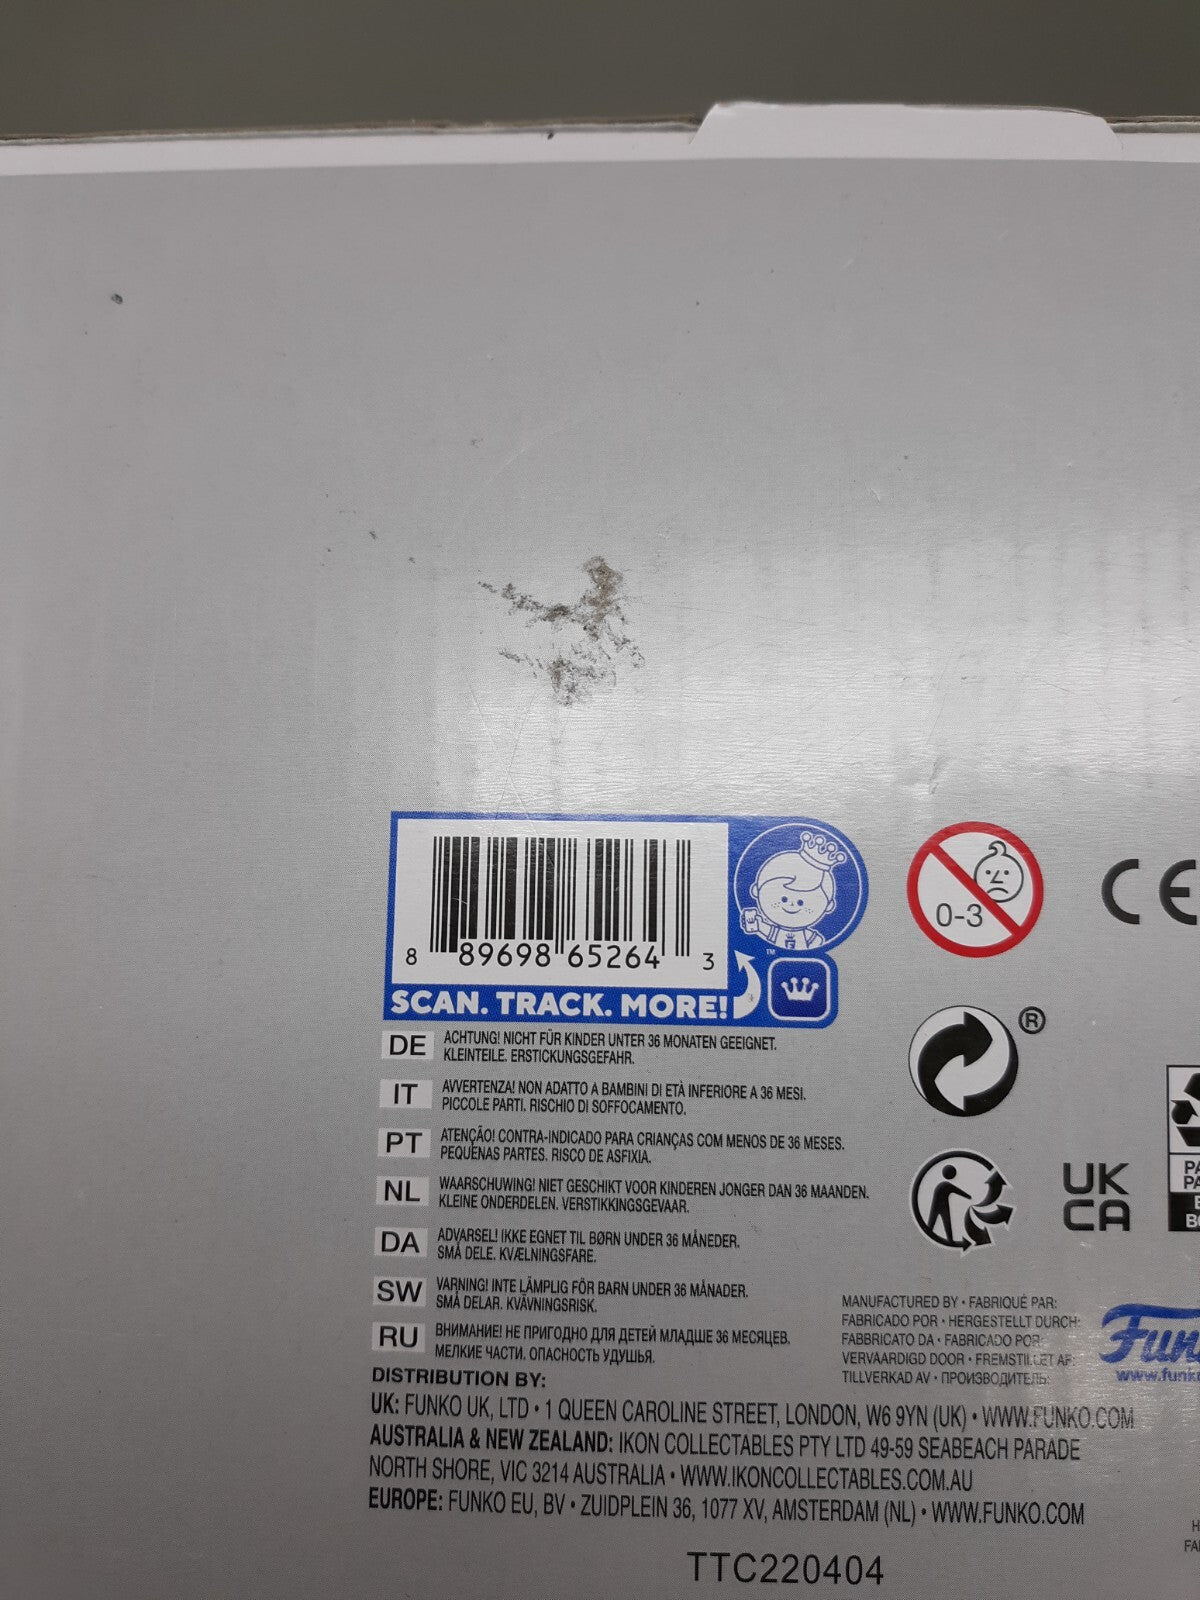 8 89698 65264 3
SCAN. TRACK. MORE!
™
0-3
CE
®
DE
ACHTUNG! NICHT FÜR KINDER UNTER 36 MONATEN GEEIGNET.
KLEINTEILE. ERSTICKUNGSGEFAHR.
IT
AVVERTENZA! NON ADATTO A BAMBINI DI ETÀ INFERIORE A 36 MESI.
PICCOLE PARTI. RISCHIO DI SOFFOCAMENTO.
PT
ATENÇÃO! CONTRA-INDICADO PARA CRIANÇAS COM MENOS DE 36 MESES.
PEQUENAS PARTES. RISCO DE ASFIXIA.
NL
WAARSCHUWING! NIET GESCHIKT VOOR KINDEREN JONGER DAN 36 MAANDEN.
KLEINE ONDERDELEN. VERSTIKKINGSGEVAAR.
DA
ADVARSEL! IKKE EGNET TIL BØRN UNDER 36 MÅNEDER.
SMÅ DELE. KVÆLNINGSFARE.
SW
VARNING! INTE LÄMPLIG FÖR BARN UNDER 36 MÅNADER.
SMÅ DELAR. KVÄVNINGSRISK.
RU
ВНИМАНИЕ! НЕ ПРИГОДНО ДЛЯ ДЕТЕЙ МЛАДШЕ 36 МЕСЯЦЕВ.
МЕЛКИЕ ЧАСТИ. ОПАСНОСТЬ УДУШЬЯ.
UK
CA
MANUFACTURED BY • FABRIQUÉ PAR:
FABRICADO POR • HERGESTELLT DURCH:
FABBRICATO DA • FABRICADO POR:
VERVAARDIGD DOOR • FREMSTILLET AF:
TILLVERKAD AV • ПРОИЗВОДИТЕЛЬ:
DISTRIBUTION BY:
UK: FUNKO UK, LTD • 1 QUEEN CAROLINE STREET, LONDON, W6 9YN (UK) • WWW.FUNKO.COM
AUSTRALIA & NEW ZEALAND: IKON COLLECTABLES PTY LTD 49-59 SEABEACH PARADE
NORTH SHORE, VIC 3214 AUSTRALIA • WWW.IKONCOLLECTABLES.COM.AU
EUROPE: FUNKO EU, BV • ZUIDPLEIN 36, 1077 XV, AMSTERDAM (NL) • WWW.FUNKO.COM
TTC220404